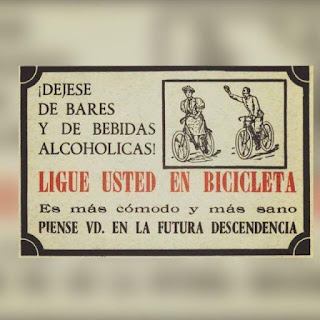 ¡DEJESE
DE BARES
Y DE BEBIDAS
ALCOHOLICAS!
LIGUE USTED EN BICICLETA
Es más cómodo y más sano
PIENSE VD. EN LA FUTURA DESCENDENCIA